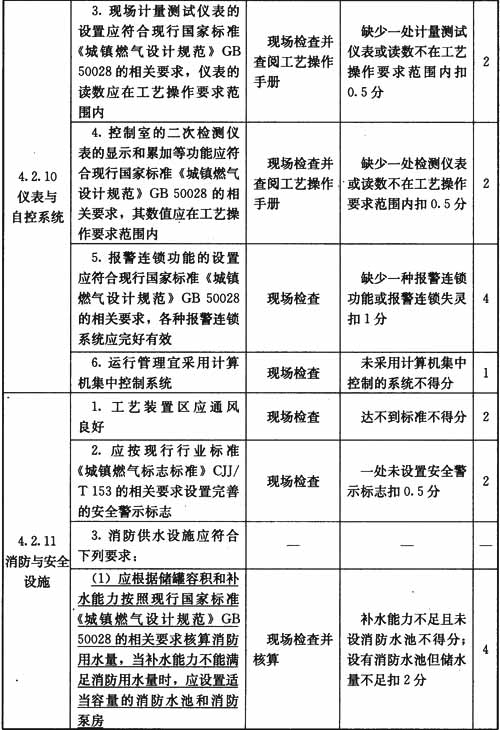 4.2.10
仪表与
自控系统
3. 现场计量测试仪表的
设置应符合现行国家标准
《城镇燃气设计规范》GB
50028 的相关要求，仪表的
读数应在工艺操作要求范
围内
现场检查并
查阅工艺操作
手册
缺少一处计量测试
仪表或读数不在工艺
操作要求范围内扣
0.5 分
2
4. 控制室的二次检测仪
表的显示和累加等功能应符
合现行国家标准《城镇燃气
设计规范》GB 50028 的相
关要求，其数值应在工艺操
作要求范围内
现场检查并
查阅工艺操作
手册
缺少一处检测仪表
或读数不在工艺操作
要求范围内扣 0.5 分
2
5. 报警连锁功能的设置
应符合现行国家标准《城镇
燃气设计规范》GB 50028
的相关要求，各种报警连锁
系统应完好有效
现场检查
缺少一种报警连锁
功能或报警连锁失灵
扣 1 分
4
6. 运行管理宜采用计算
机集中控制系统
现场检查
未采用计算机集中
控制的系统不得分
1
4.2.11
消防与安全
设施
1. 工艺装置区应通风
良好
现场检查
达不到标准不得分
2
2. 应按现行行业标准
《城镇燃气标志标准》CJJ/
T 153 的相关要求设置完善
的安全警示标志
现场检查
一处未设置安全警
示标志扣 0.5 分
2
3. 消防供水设施应符合
下列要求：
—
—
—
（1）应根据储罐容积和补
水能力按照现行国家标准
《城镇燃气设计规范》GB
50028 的相关要求核算消防
用水量，当补水能力不能满
足消防用水量时，应设置适
当容量的消防水池和消防
泵房
现场检查并
核算
补水能力不足且未
设消防水池不得分；
设有消防水池但储水
量不足扣 2 分
4